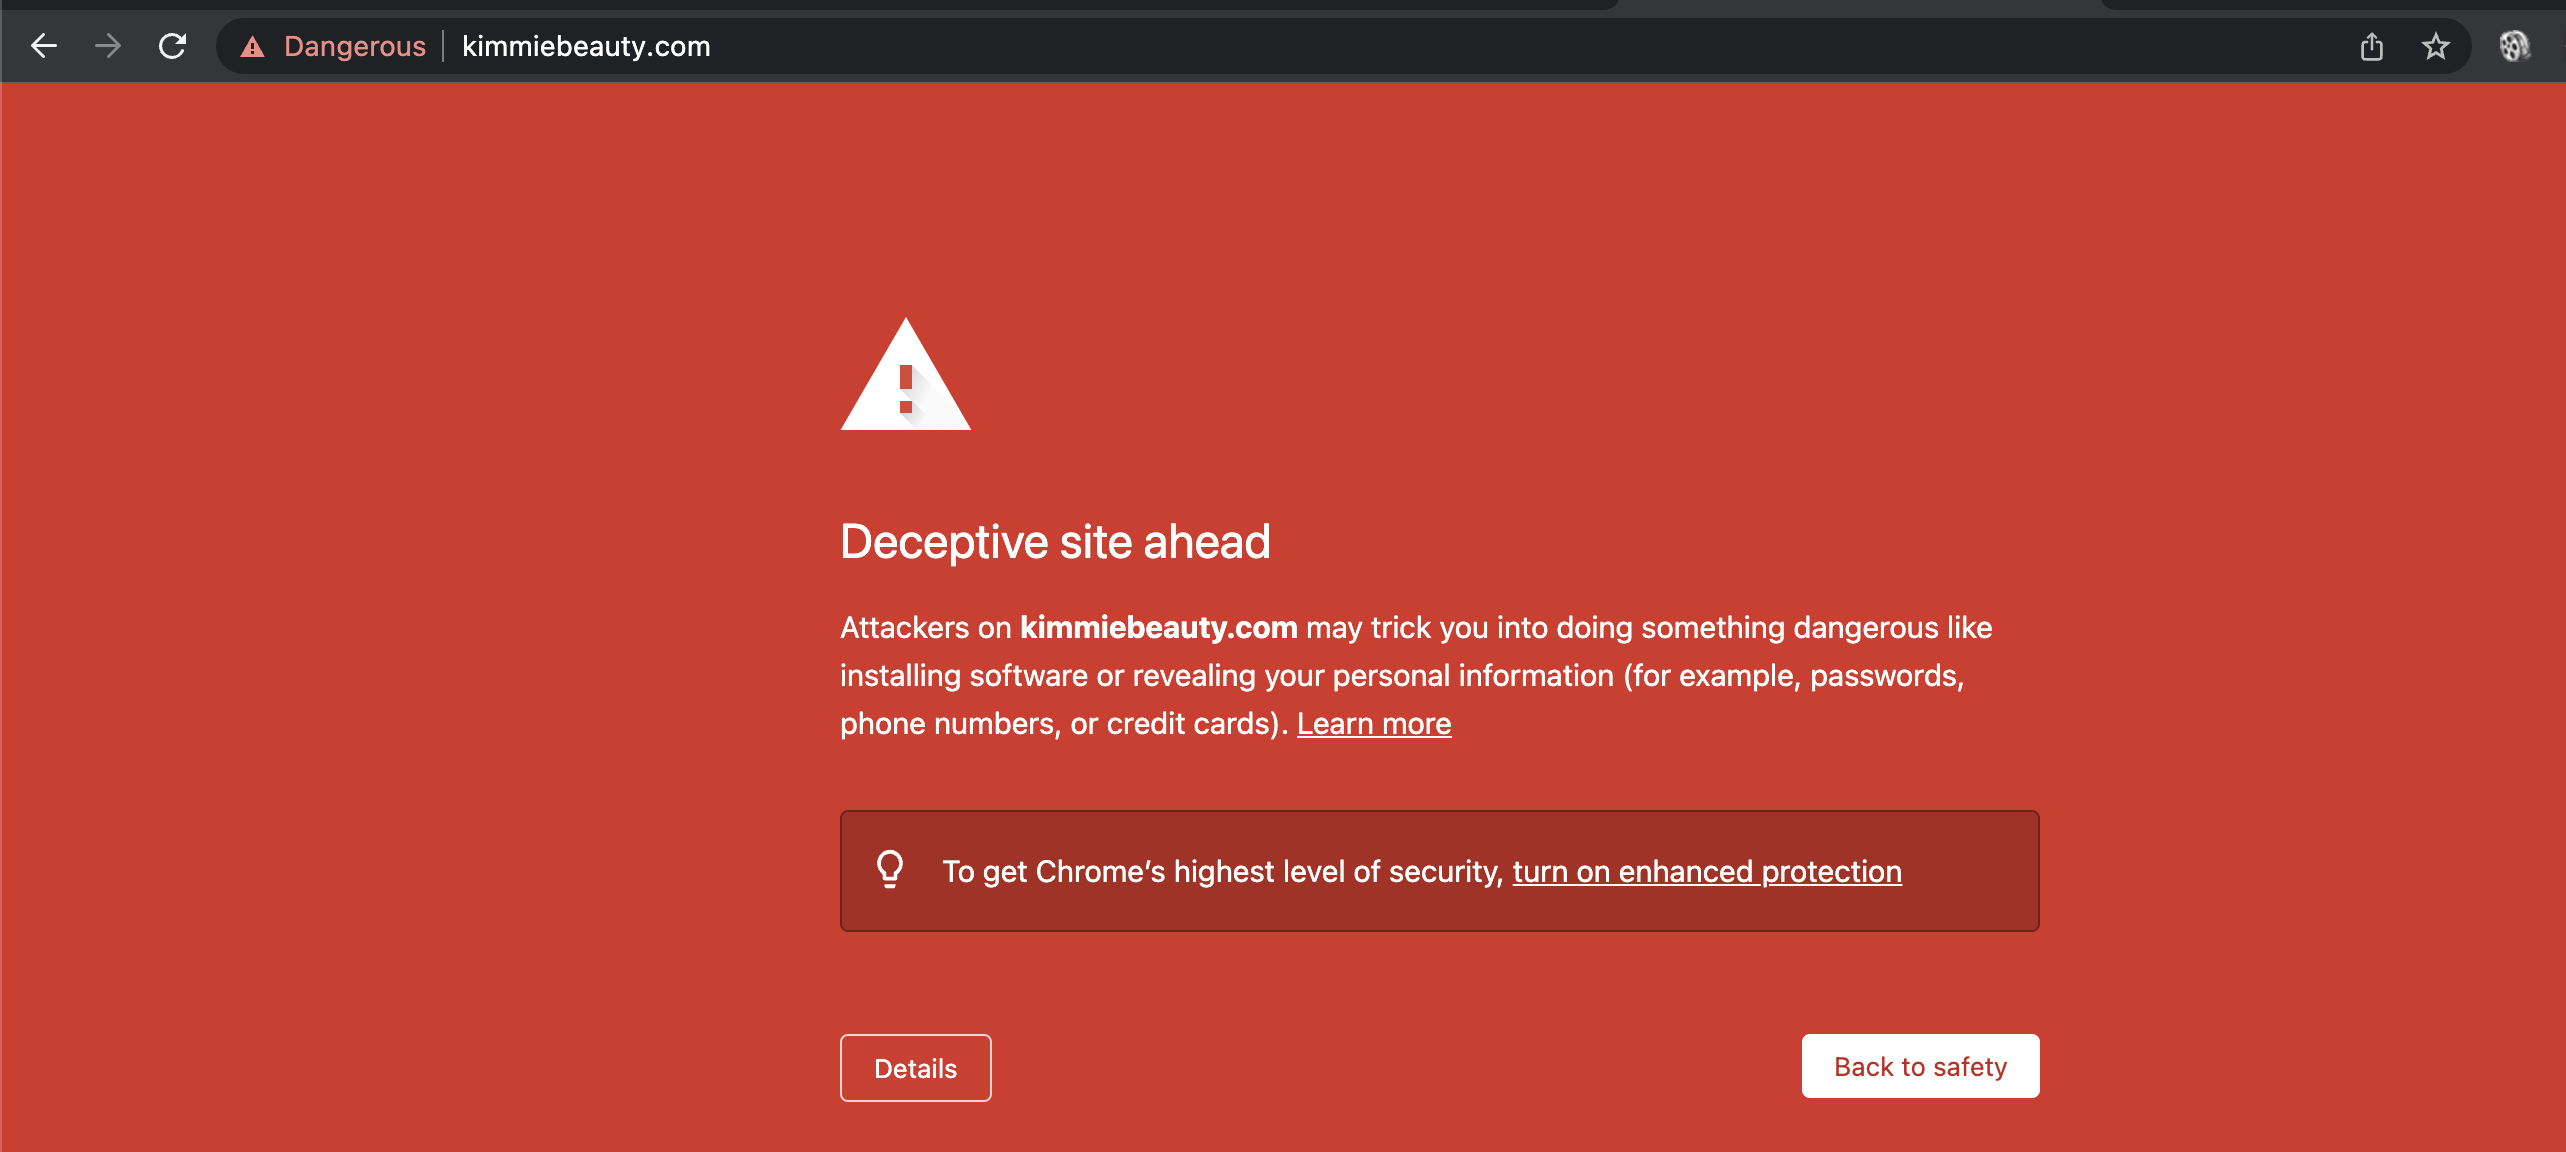 Dangerous | kimmiebeauty.com
Deceptive site ahead
Attackers on kimmiebeauty.com may trick you into doing something dangerous like
installing software or revealing your personal information (for example, passwords,
phone numbers, or credit cards). Learn more
To get Chrome’s highest level of security, turn on enhanced protection
Details
Back to safety